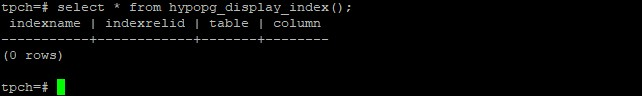 tpch=# select * from hypopg_display_index();
 indexname | indexrelid | table | column
-----------+------------+-------+--------
(0 rows)
tpch=#